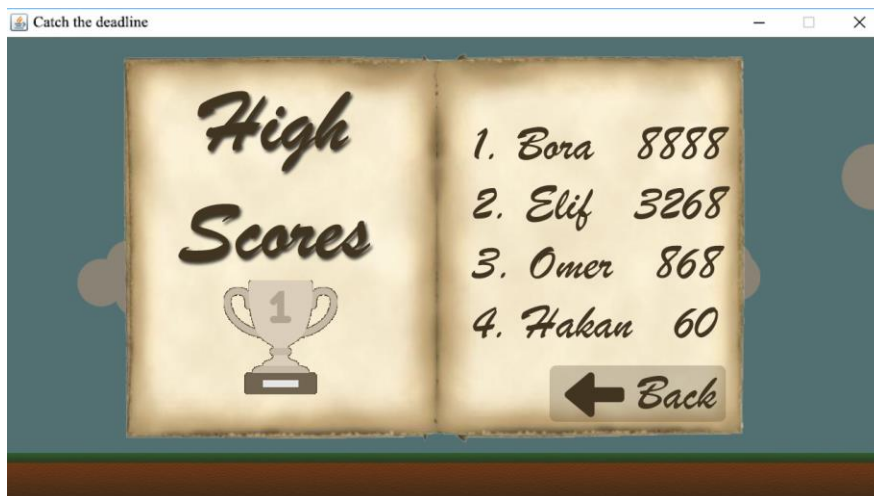 Catch the deadline
High
Scores
1
1. Bora 8888
2. Elif 3268
3. Omer 868
4. Hakan 60
Back